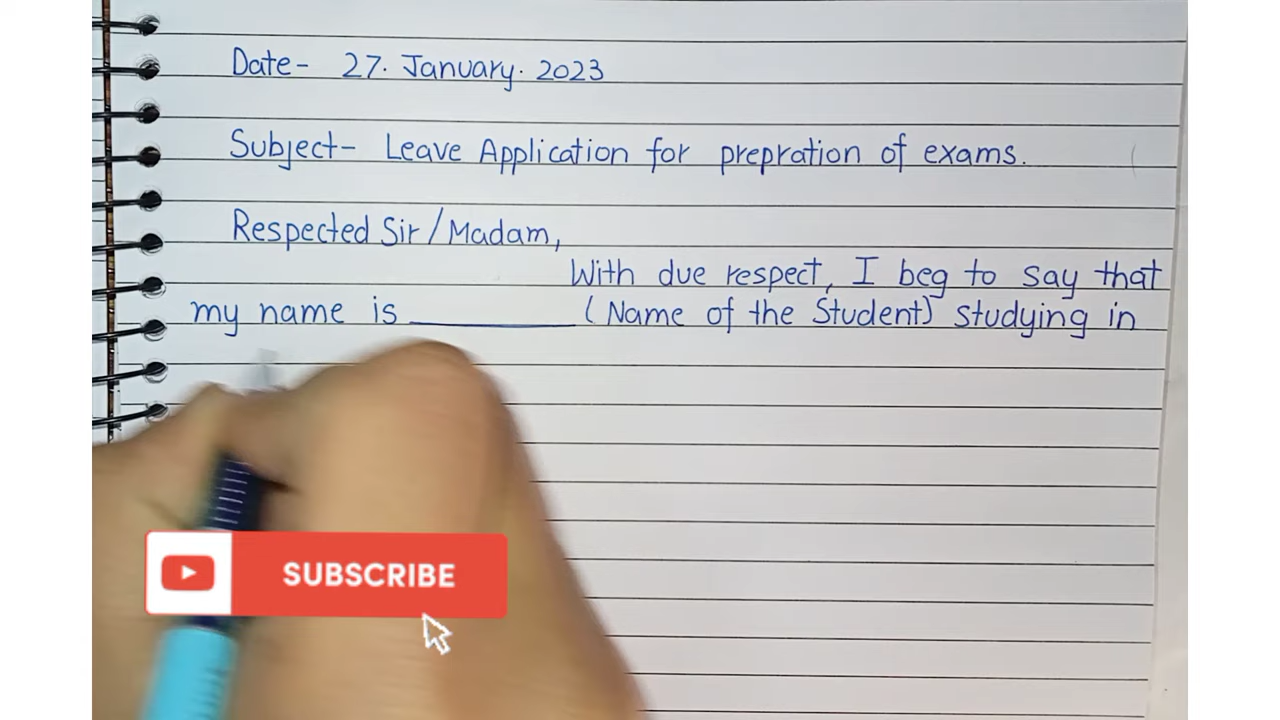 Date- 27. January. 2023
Subject- Leave Application for prepration of exams.
Respected Sir/Madam,
With due respect, I beg to say that
my name is __________ (Name of the Student) studying in
SUBSCRIBE